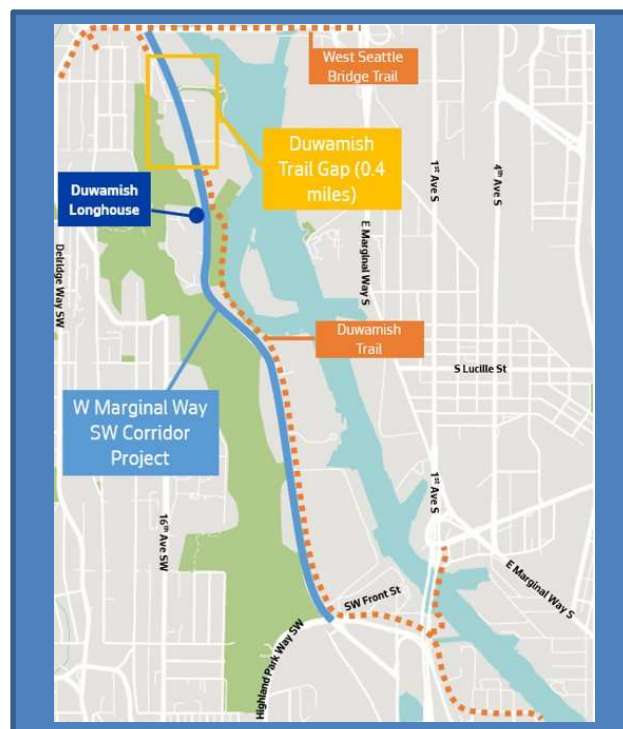 West Seattle
Bridge Trail
Duwamish
Trail Gap (0.4
miles)
1st Ave S
4th Ave S
Duwamish
Longhouse
E Marginal Way S
Delridge Way SW
Duwamish
Trail
S Lucille St
W Marginal Way
SW Corridor
Project
1st Ave S
16th Ave SW
E Marginal Way S
SW Front St
Highland Park Way SW